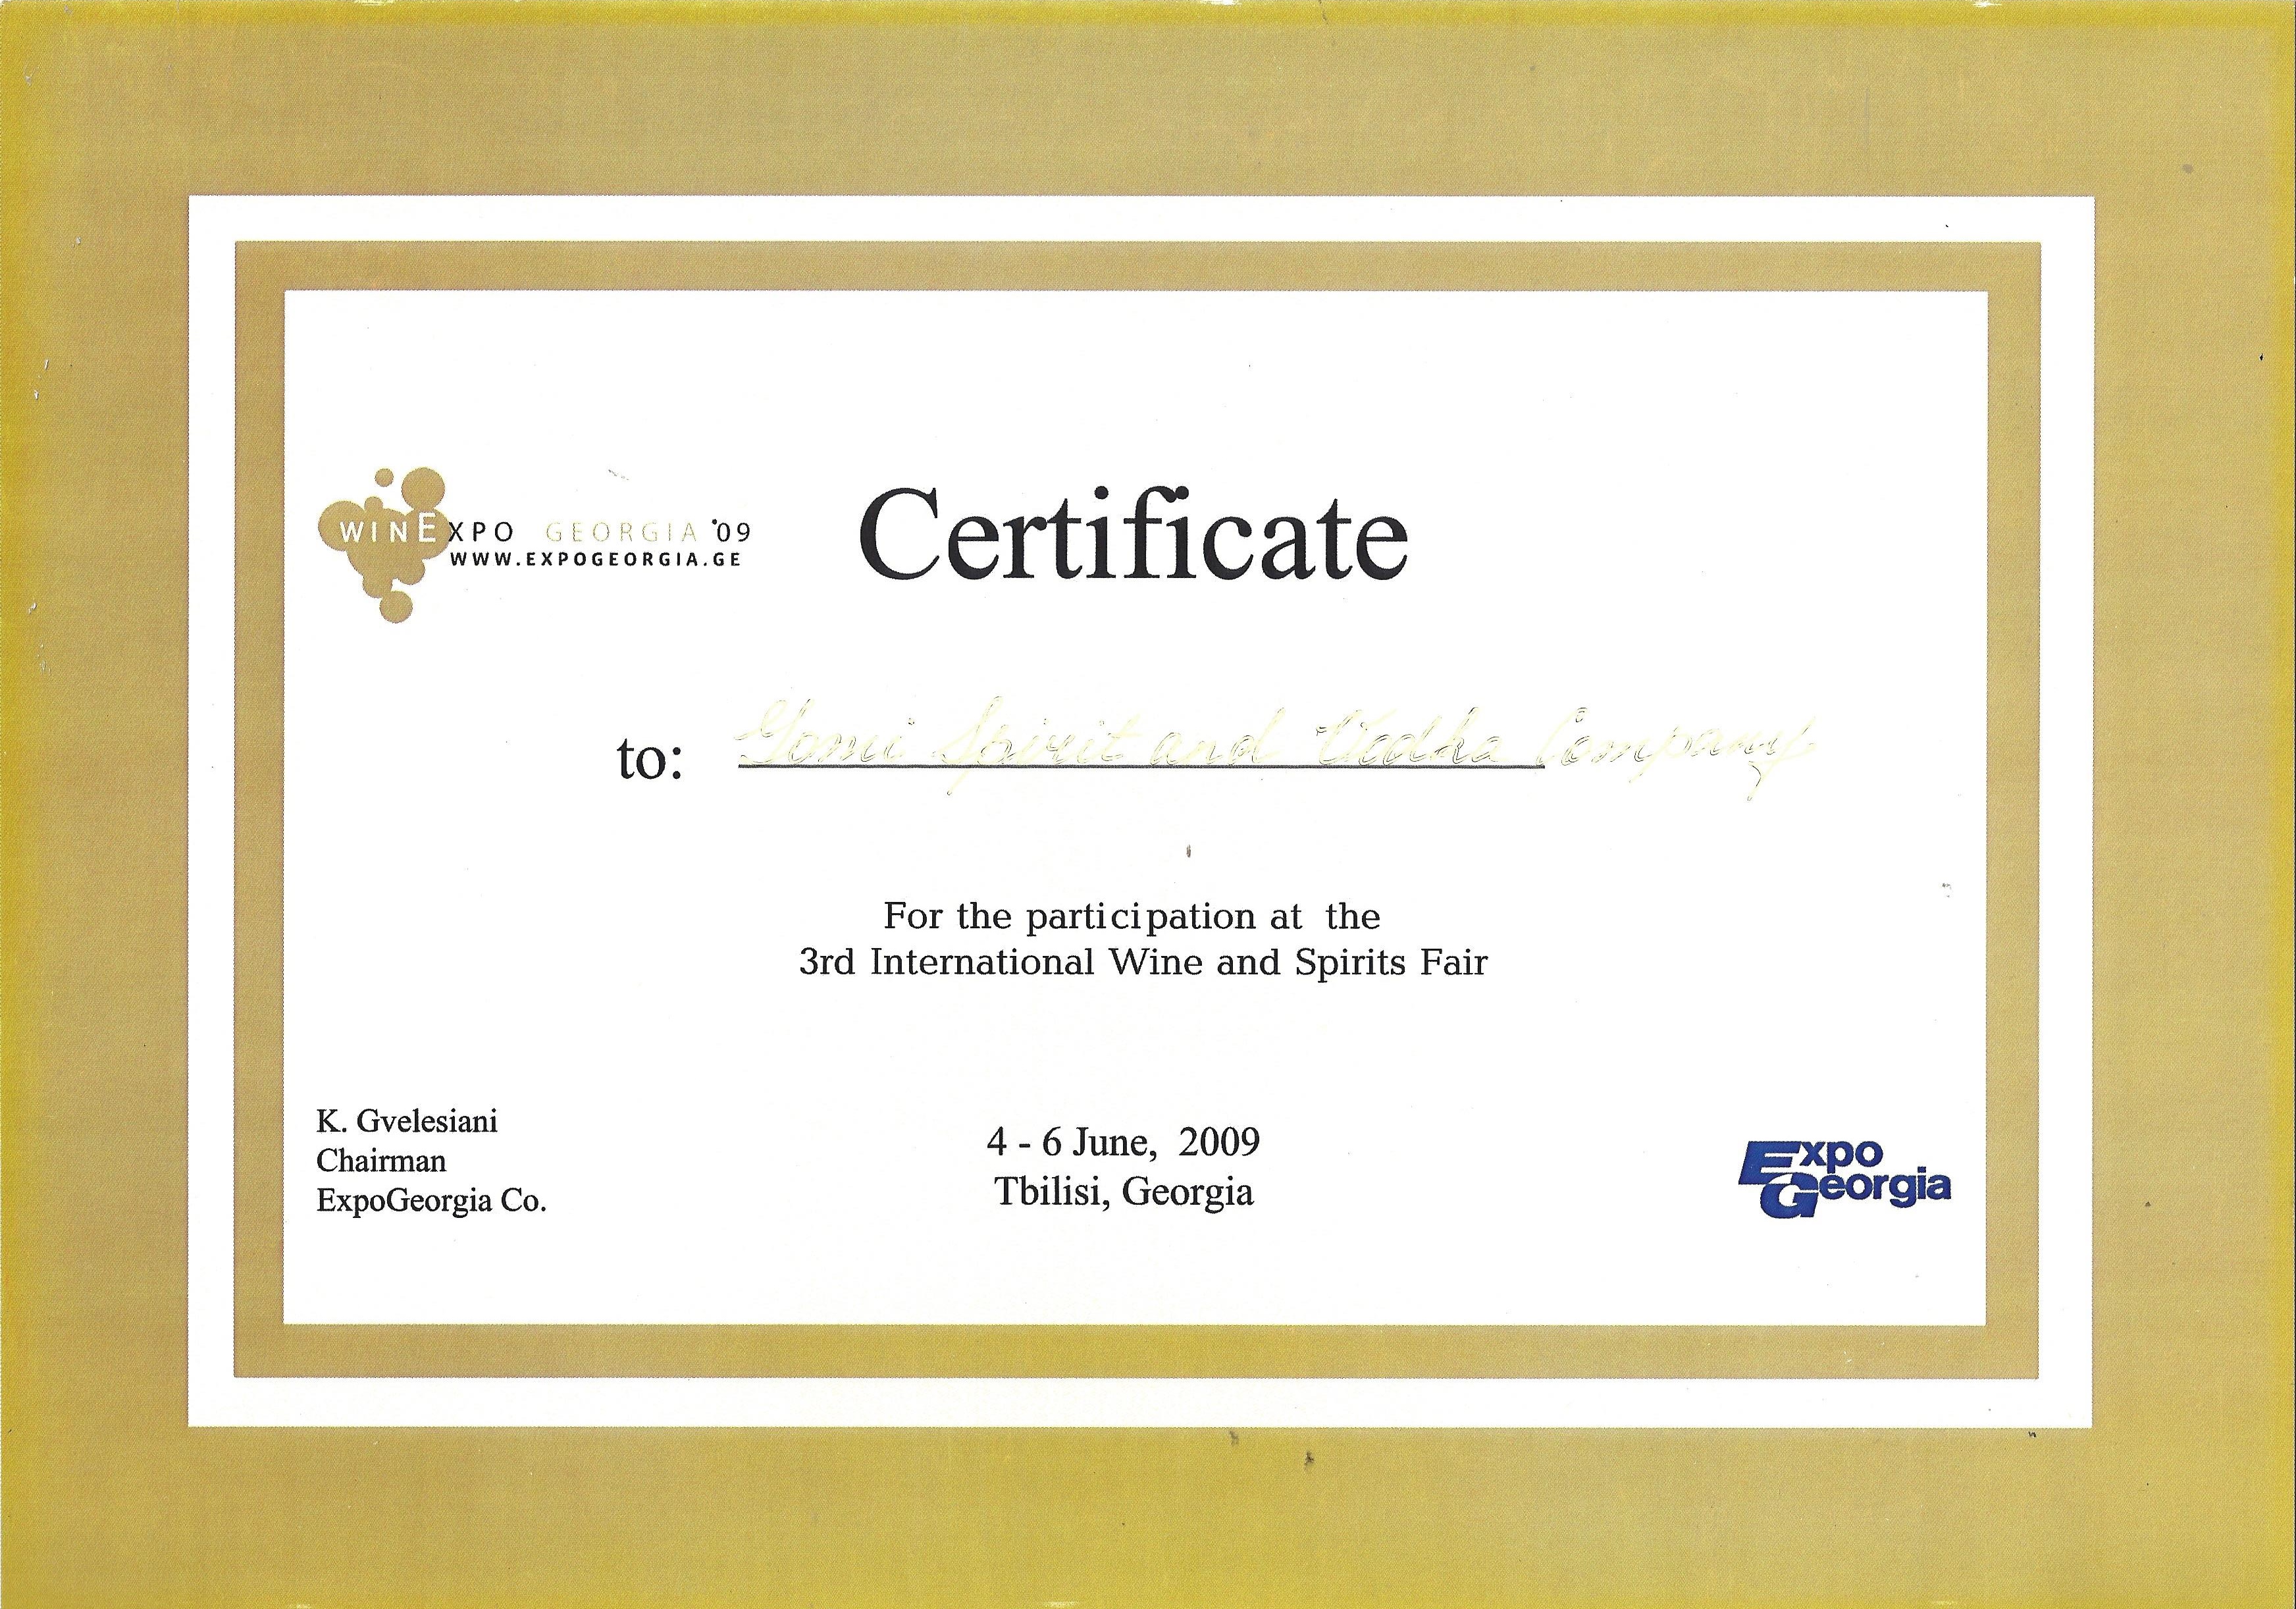 WINEXPO GEORGIA '09
WWW.EXPOGEORGIA.GE
Certificate
to: Gomi Spirit and Vodka Company
For the participation at the
3rd International Wine and Spirits Fair
K. Gvelesiani
Chairman
ExpoGeorgia Co.
4 - 6 June, 2009
Tbilisi, Georgia
Expo
Georgia